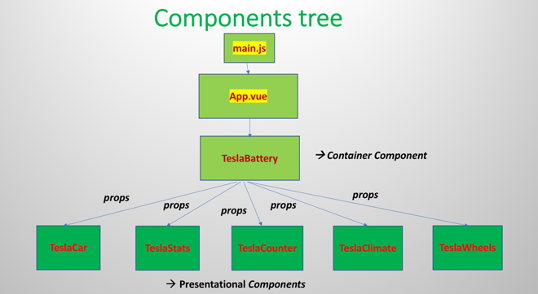 Components tree
main.js
App.vue
TeslaBattery
→ Container Component
props
props
props
props
props
TeslaCar
TeslaStats
TeslaCounter
TeslaClimate
TeslaWheels
→ Presentational Components